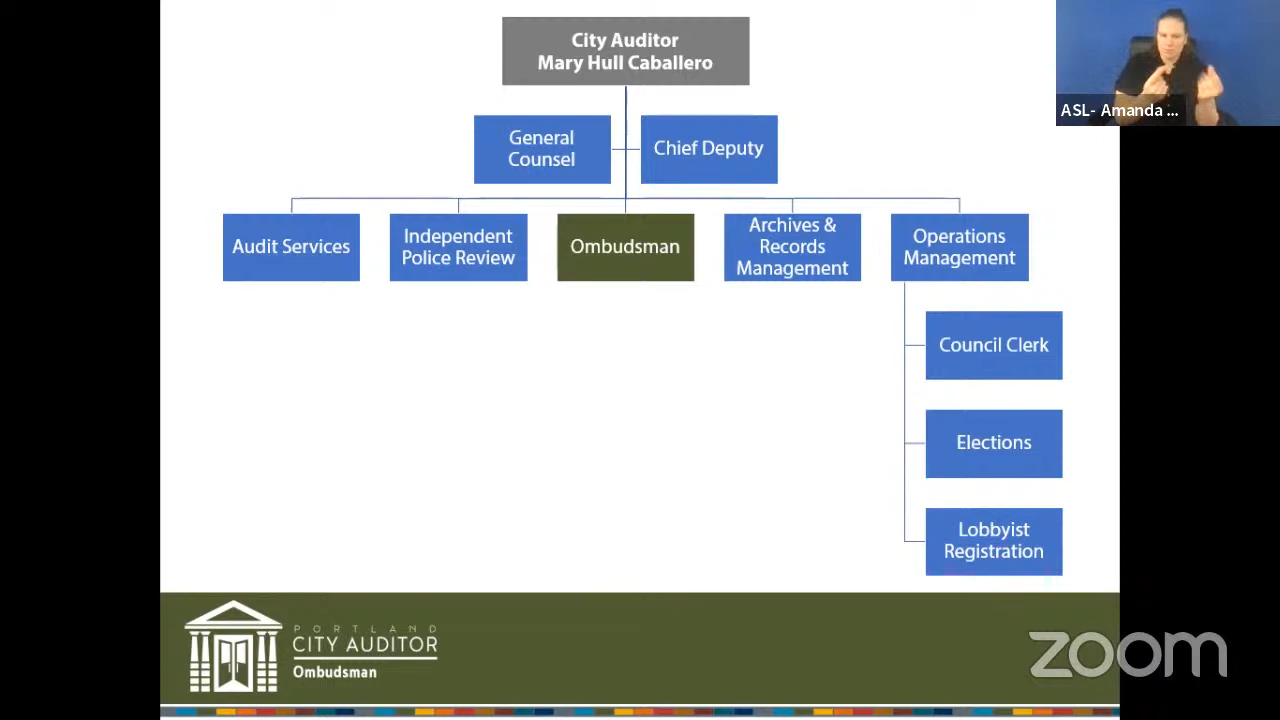 City Auditor
Mary Hull Caballero
ASL- Amanda ...
General
Counsel
Chief Deputy
Audit Services
Independent
Police Review
Ombudsman
Archives &
Records
Management
Operations
Management
Council Clerk
Elections
Lobbyist
Registration
PORTLAND
CITY AUDITOR
Ombudsman
zoom